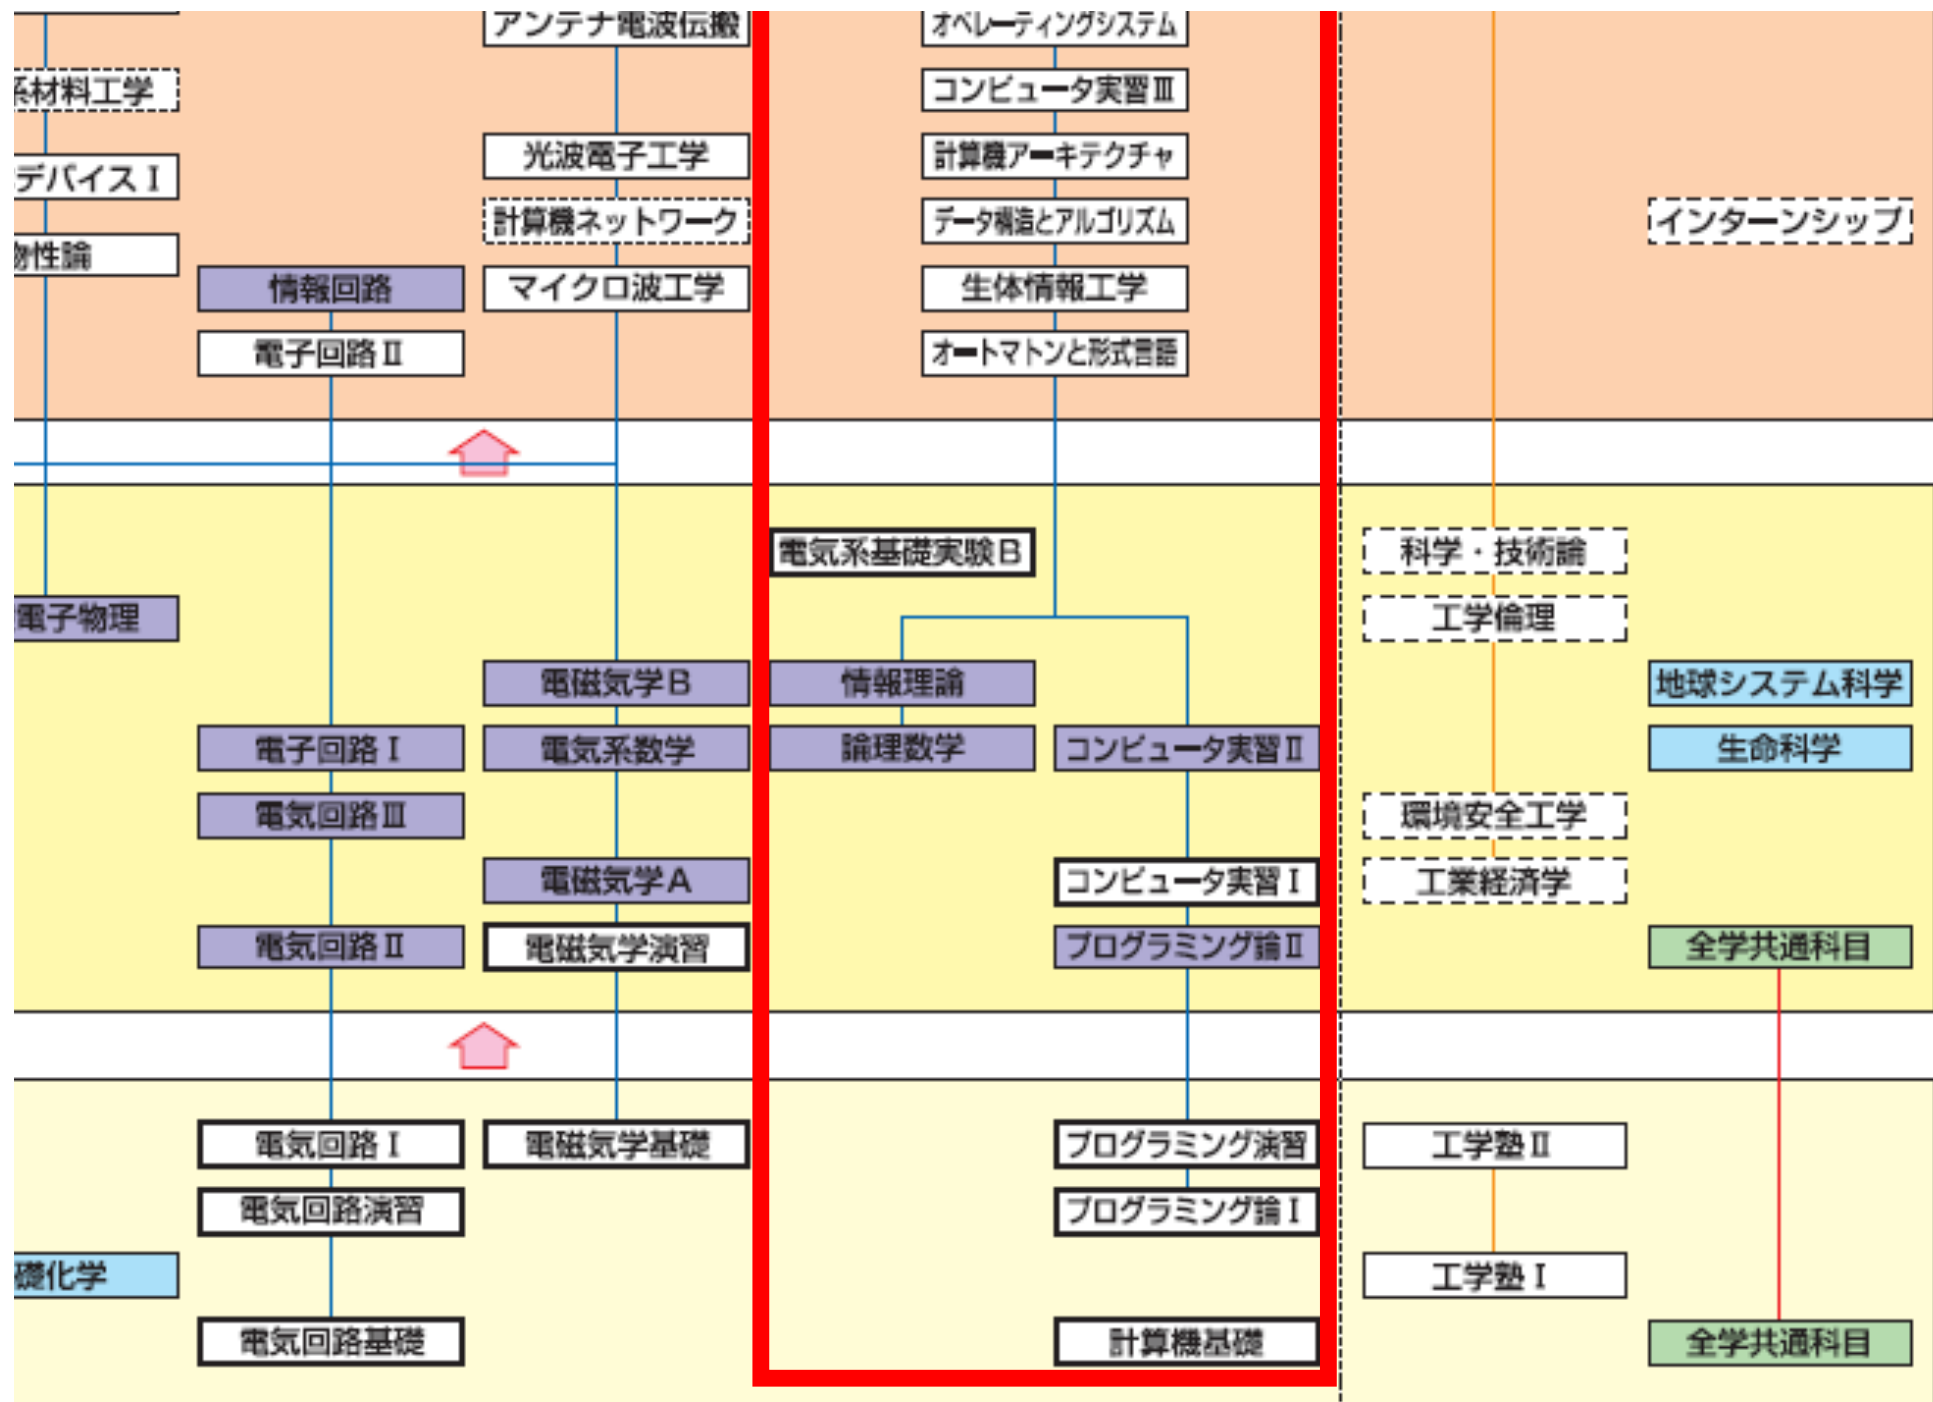 アンテナ電波伝搬
オペレーティングシステム
系材料工学
コンピュータ実習Ⅲ
デバイスⅠ
光波電子工学
計算機アーキテクチャ
計算機ネットワーク
データ構造とアルゴリズム
インターンシップ
物性論
情報回路
マイクロ波工学
生体情報工学
電子回路Ⅱ
オートマトンと形式言語
電気系基礎実験B
科学・技術論
電子物理
工学倫理
電磁気学B
情報理論
地球システム科学
電子回路Ⅰ
電気系数学
論理数学
コンピュータ実習Ⅱ
生命科学
電気回路Ⅲ
環境安全工学
電磁気学A
コンピュータ実習Ⅰ
工業経済学
電気回路Ⅱ
電磁気学演習
プログラミング論Ⅱ
全学共通科目
電気回路Ⅰ
電磁気学基礎
プログラミング演習
工学塾Ⅱ
電気回路演習
プログラミング論Ⅰ
礎化学
工学塾Ⅰ
電気回路基礎
計算機基礎
全学共通科目